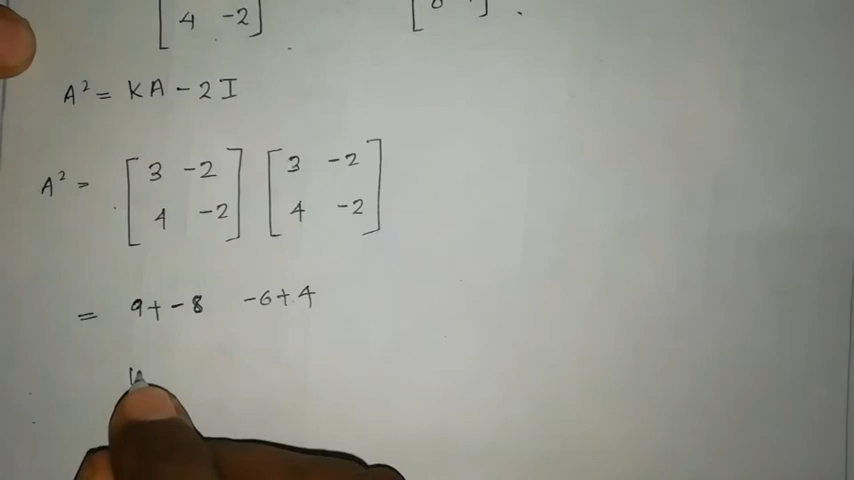 4 -2
A² = KA - 2I
A² = [3 -2] [3 -2]
[4 -2] [4 -2]
= 9+-8 -6+4